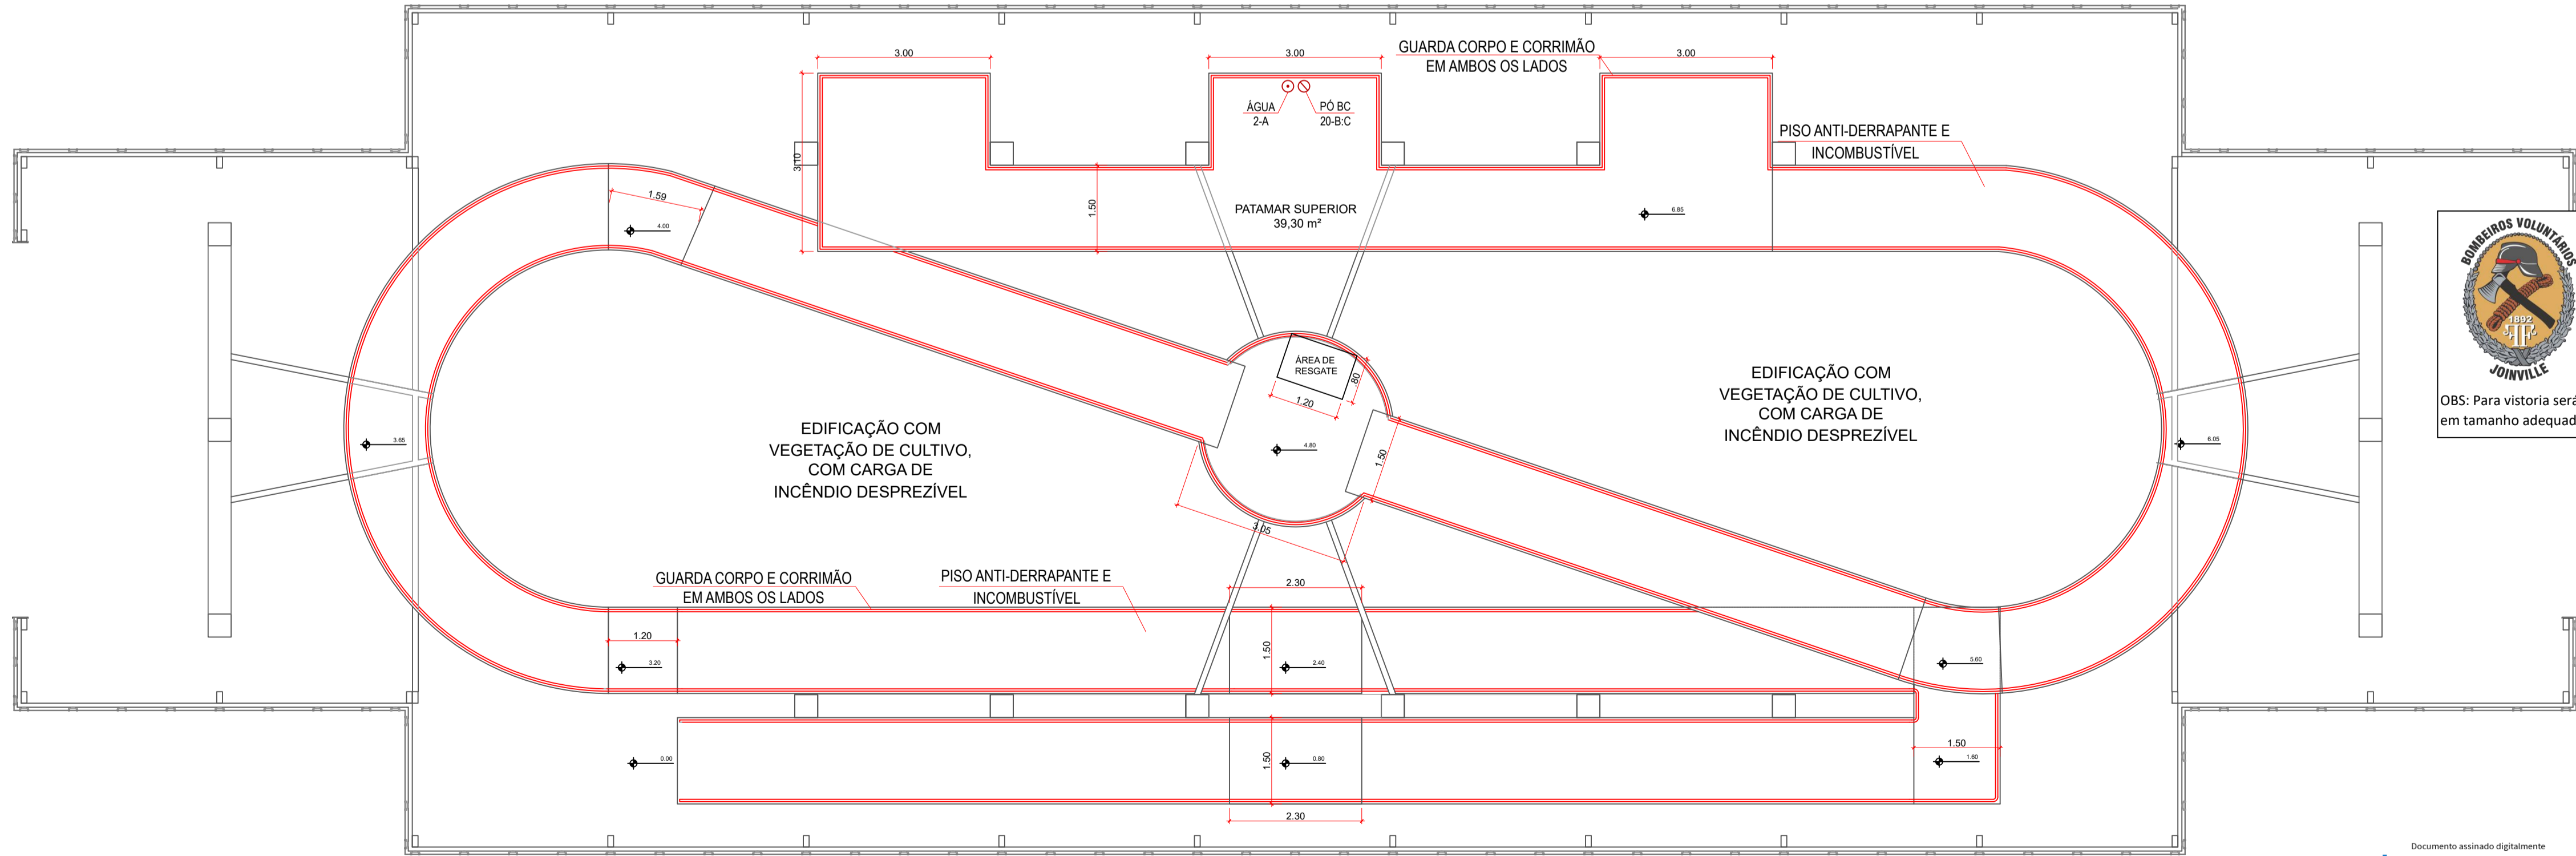 3.00
3.00
3.00
GUARDA CORPO E CORRIMÃO
EM AMBOS OS LADOS
ÁGUA
2-A
PÓ BC
20-B:C
PISO ANTI-DERRAPANTE E
INCOMBUSTÍVEL
3.10
1.59
1.50
4.00
PATAMAR SUPERIOR
39,30 m²
6.85
BOMBEIROS VOLUNTÁRIOS
1892
JOINVILLE
OBS: Para vistoria será
em tamanho adequad
ÁREA DE
RESGATE
.80
1.20
EDIFICAÇÃO COM
VEGETAÇÃO DE CULTIVO,
COM CARGA DE
INCÊNDIO DESPREZÍVEL
EDIFICAÇÃO COM
VEGETAÇÃO DE CULTIVO,
COM CARGA DE
INCÊNDIO DESPREZÍVEL
3.65
4.80
1.50
6.05
3.05
GUARDA CORPO E CORRIMÃO
EM AMBOS OS LADOS
PISO ANTI-DERRAPANTE E
INCOMBUSTÍVEL
2.30
1.20
1.50
3.20
2.40
5.60
1.50
0.00
1.50
0.80
1.60
2.30
Documento assinado digitalmente